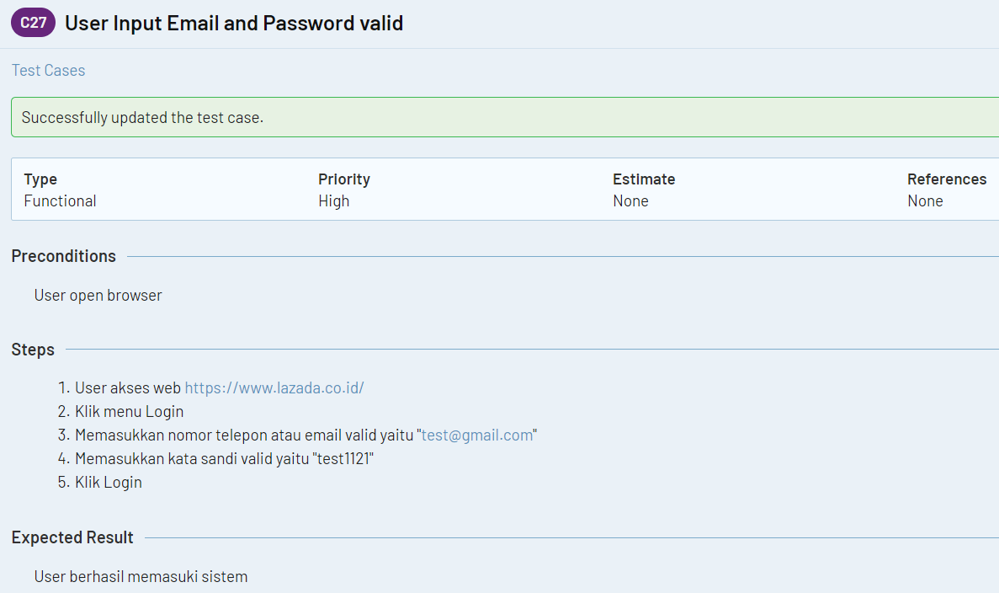 C27 User Input Email and Password valid
Test Cases
Successfully updated the test case.
Type Priority Estimate References
Functional High None None
Preconditions
User open browser
Steps
1. User akses web https://www.lazada.co.id/
2. Klik menu Login
3. Memasukkan nomor telepon atau email valid yaitu "test@gmail.com"
4. Memasukkan kata sandi valid yaitu "test1121"
5. Klik Login
Expected Result
User berhasil memasuki sistem